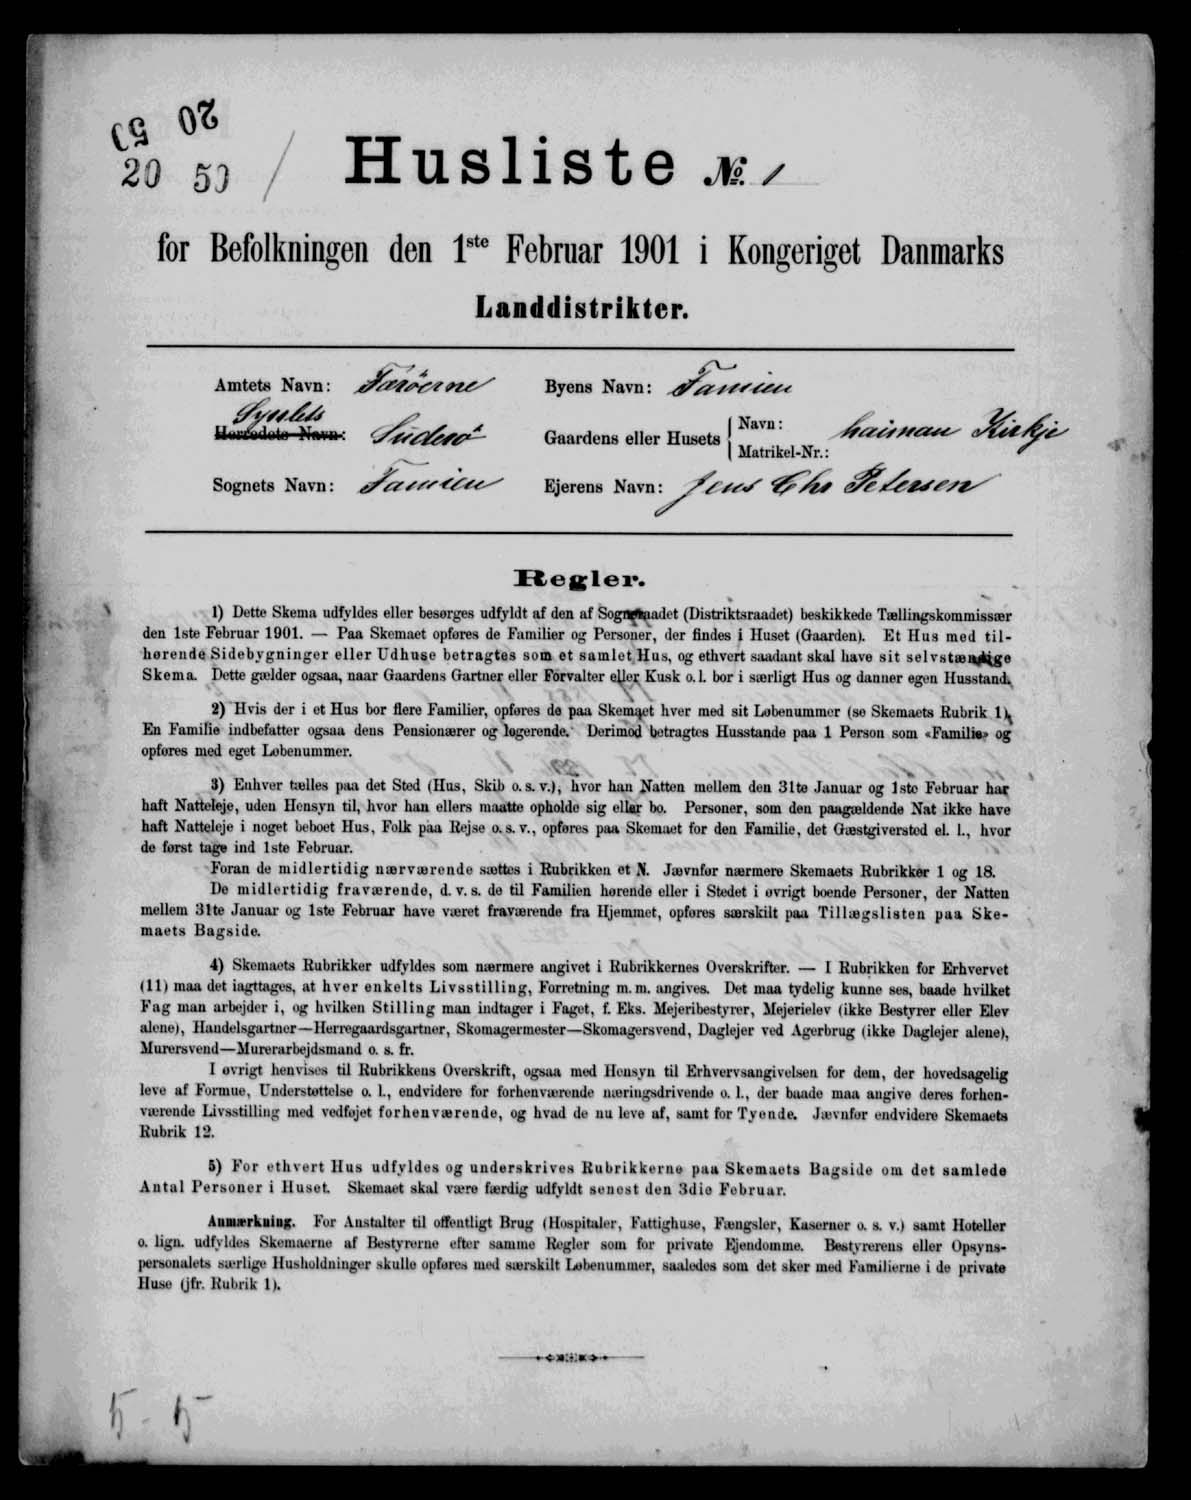 20 50
20 50 /
Husliste № 1
for Befolkningen den 1ste Februar 1901 i Kongeriget Danmarks
Landdistrikter.
Amtets Navn: Færöerne Byens Navn: Famien
Sysslets
Herredets Navn: Suderö Gaardens eller Husets { Navn: haiman Kirkje
Matrikel-Nr.:
Sognets Navn: Famien Ejerens Navn: Jens Chr Petersen
Regler.
1) Dette Skema udfyldes eller besørges udfyldt af den af Sogneraadet (Distriktsraadet) beskikkede Tællingskommissær
den 1ste Februar 1901. — Paa Skemaet opføres de Familier og Personer, der findes i Huset (Gaarden). Et Hus med til-
hørende Sidebygninger eller Udhuse betragtes som et samlet Hus, og ethvert saadant skal have sit selvstændige
Skema. Dette gælder ogsaa, naar Gaardens Gartner eller Forvalter eller Kusk o. l. bor i særligt Hus og danner egen Husstand.
2) Hvis der i et Hus bor flere Familier, opføres de paa Skemaet hver med sit Løbenummer (se Skemaets Rubrik 1).
En Familie indbefatter ogsaa dens Pensionærer og logerende. Derimod betragtes Husstande paa 1 Person som «Familie» og
opføres med eget Løbenummer.
3) Enhver tælles paa det Sted (Hus, Skib o. s. v.), hvor han Natten mellem den 31te Januar og 1ste Februar har
haft Natteleje, uden Hensyn til, hvor han ellers maatte opholde sig eller bo. Personer, som den paagældende Nat ikke have
haft Natteleje i noget beboet Hus, Folk paa Rejse o. s. v., opføres paa Skemaet for den Familie, det Gæstgiversted el. l., hvor
de først tage ind 1ste Februar.
Foran de midlertidig nærværende sættes i Rubrikken et N. Jævnfør nærmere Skemaets Rubrikker 1 og 18.
De midlertidig fraværende, d. v. s. de til Familien hørende eller i Stedet i øvrigt boende Personer, der Natten
mellem 31te Januar og 1ste Februar have været fraværende fra Hjemmet, opføres særskilt paa Tillægslisten paa Ske-
maets Bagside.
4) Skemaets Rubrikker udfyldes som nærmere angivet i Rubrikkernes Overskrifter. — I Rubrikken for Erhvervet
(11) maa det iagttages, at hver enkelts Livsstilling, Forretning m. m. angives. Det maa tydelig kunne ses, baade hvilket
Fag man arbejder i, og hvilken Stilling man indtager i Faget, f. Eks. Mejeribestyrer, Mejerielev (ikke Bestyrer eller Elev
alene), Handelsgartner—Herregaardsgartner, Skomagermester—Skomagersvend, Daglejer ved Agerbrug (ikke Daglejer alene),
Murersvend—Murerarbejdsmand o. s. fr.
I øvrigt henvises til Rubrikkens Overskrift, ogsaa med Hensyn til Erhvervsangivelsen for dem, der hovedsagelig
leve af Formue, Understøttelse o. l., endvidere for forhenværende næringsdrivende o. l., der baade maa angive deres forhen-
værende Livsstilling med vedføjet forhenværende, og hvad de nu leve af, samt for Tyende. Jævnfør endvidere Skemaets
Rubrik 12.
5) For ethvert Hus udfyldes og underskrives Rubrikkerne paa Skemaets Bagside om det samlede
Antal Personer i Huset. Skemaet skal være færdig udfyldt senest den 3die Februar.
Anmærkning. For Anstalter til offentligt Brug (Hospitaler, Fattighuse, Fængsler, Kaserner o. s. v.) samt Hoteller
o. lign. udfyldes Skemaerne af Bestyrerne efter samme Regler som for private Ejendomme. Bestyrerens eller Opsyns-
personalets særlige Husholdninger skulle opføres med særskilt Løbenummer, saaledes som det sker med Familierne i de private
Huse (jfr. Rubrik 1).
5 - 5